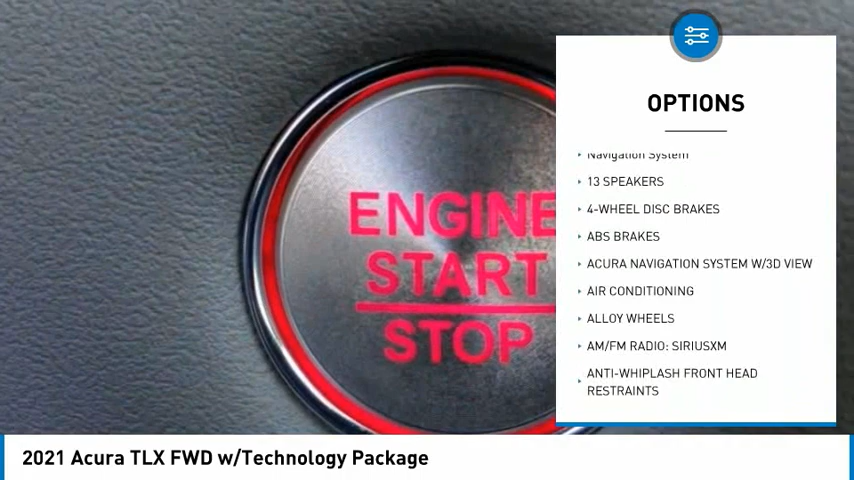 OPTIONS
Navigation System
13 SPEAKERS
4-WHEEL DISC BRAKES
ABS BRAKES
ACURA NAVIGATION SYSTEM W/3D VIEW
AIR CONDITIONING
ALLOY WHEELS
AM/FM RADIO: SIRIUSXM
ANTI-WHIPLASH FRONT HEAD
RESTRAINTS
ENGINE
START
STOP
2021 Acura TLX FWD w/Technology Package